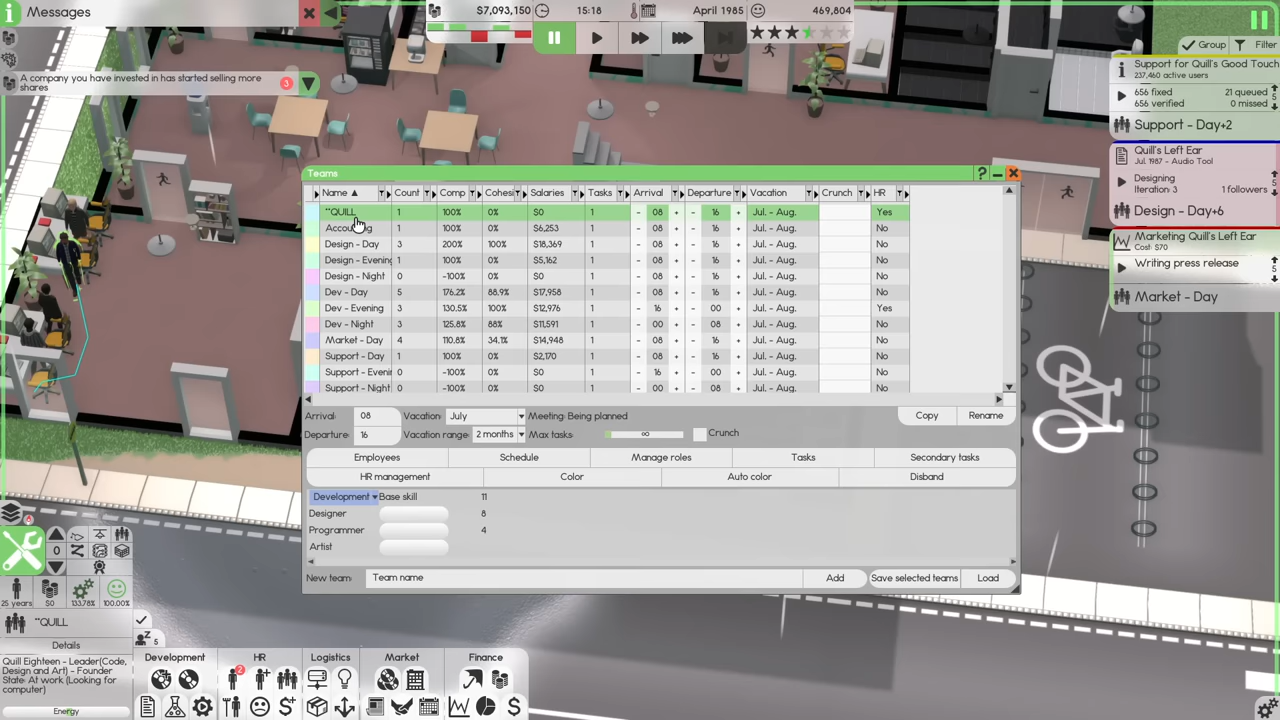 Messages
$7,093,150
15:18
April 1985
469,804
A company you have invested in has started selling more
shares
3
Group
Filter
Support for Quill's Good Touch
237,460 active users
656 fixed 21 queued
656 verified 0 missed
Support - Day+2
Quill's Left Ear
Jul. 1987 - Audio Tool
Designing
Iteration: 3 1 followers
Design - Day+6
Marketing Quill's Left Ear
Cost: $70
Writing press release
Market - Day
Teams
Name ▲ Count Comp Cohesi Salaries Tasks Arrival Departure Vacation Crunch HR
"QUILL 1 100% 0% $0 1 - 08 + - 16 + Jul. - Aug. Yes
Accounting 1 100% 0% $6,253 1 - 08 + - 16 + Jul. - Aug. No
Design - Day 3 200% 100% $18,369 1 - 08 + - 16 + Jul. - Aug. No
Design - Evening 1 100% 0% $5,162 1 - 08 + - 16 + Jul. - Aug. No
Design - Night 0 -100% 0% $0 1 - 08 + - 16 + Jul. - Aug. No
Dev - Day 5 176.2% 88.9% $17,958 1 - 08 + - 16 + Jul. - Aug. No
Dev - Evening 3 130.5% 100% $12,976 1 - 16 + - 00 + Jul. - Aug. Yes
Dev - Night 3 125.8% 88% $11,591 1 - 00 + - 08 + Jul. - Aug. No
Market - Day 4 110.8% 34.1% $14,948 1 - 08 + - 16 + Jul. - Aug. No
Support - Day 1 100% 0% $2,170 1 - 08 + - 16 + Jul. - Aug. No
Support - Evenin 0 -100% 0% $0 1 - 16 + - 00 + Jul. - Aug. No
Support - Night 0 -100% 0% $0 1 - 00 + - 08 + Jul. - Aug. No
Arrival: 08 Vacation: July Meeting: Being planned Copy Rename
Departure: 16 Vacation range: 2 months Max tasks: ∞ Crunch
Employees Schedule Manage roles Tasks Secondary tasks
HR management Color Auto color Disband
Development Base skill 11
Designer 8
Programmer 4
Artist
New team: Team name Add Save selected teams Load
4
0
25 years $0 133.78% 100.00%
"QUILL
Details
5
Quill Eighteen - Leader(Code,
Design and Art) - Founder
State: At work (Looking for
computer)
Energy
Development HR Logistics Market Finance
2